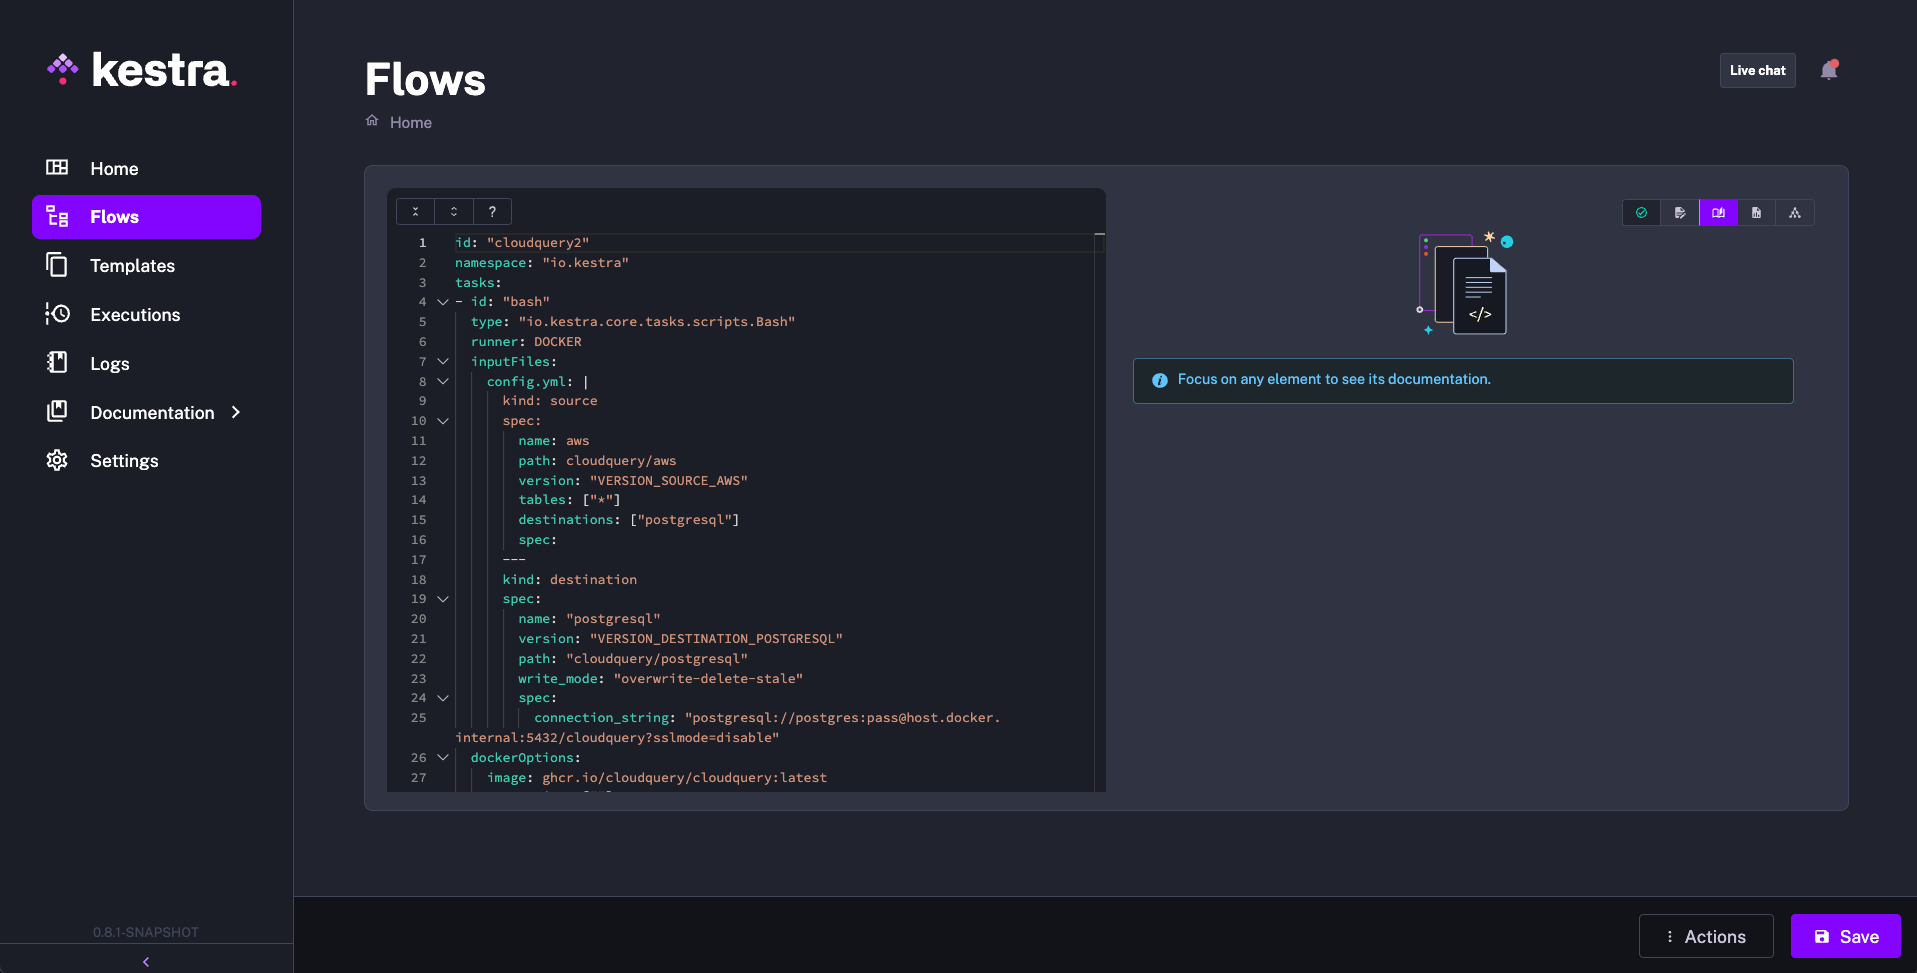 kestra.
Home
Flows
Templates
Executions
Logs
Documentation
Settings
0.8.1-SNAPSHOT
Flows
Home
Live chat
?
1 id: "cloudquery2"
2 namespace: "io.kestra"
3 tasks:
4 - id: "bash"
5 type: "io.kestra.core.tasks.scripts.Bash"
6 runner: DOCKER
7 inputFiles:
8 config.yml: |
9 kind: source
10 spec:
11 name: aws
12 path: cloudquery/aws
13 version: "VERSION_SOURCE_AWS"
14 tables: ["*"]
15 destinations: ["postgresql"]
16 spec:
17 ---
18 kind: destination
19 spec:
20 name: "postgresql"
21 version: "VERSION_DESTINATION_POSTGRESQL"
22 path: "cloudquery/postgresql"
23 write_mode: "overwrite-delete-stale"
24 spec:
25 connection_string: "postgresql://postgres:pass@host.docker.
internal:5432/cloudquery?sslmode=disable"
26 dockerOptions:
27 image: ghcr.io/cloudquery/cloudquery:latest
</>
Focus on any element to see its documentation.
Actions
Save